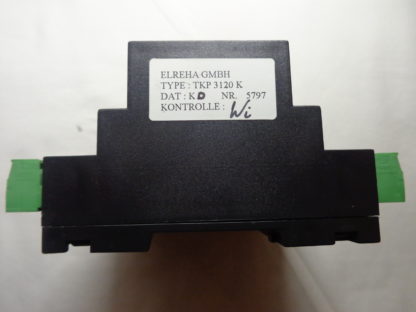 ELREHA GMBH
TYPE : TKP 3120 K
DAT : KD NR. 5797
KONTROLLE : Wi